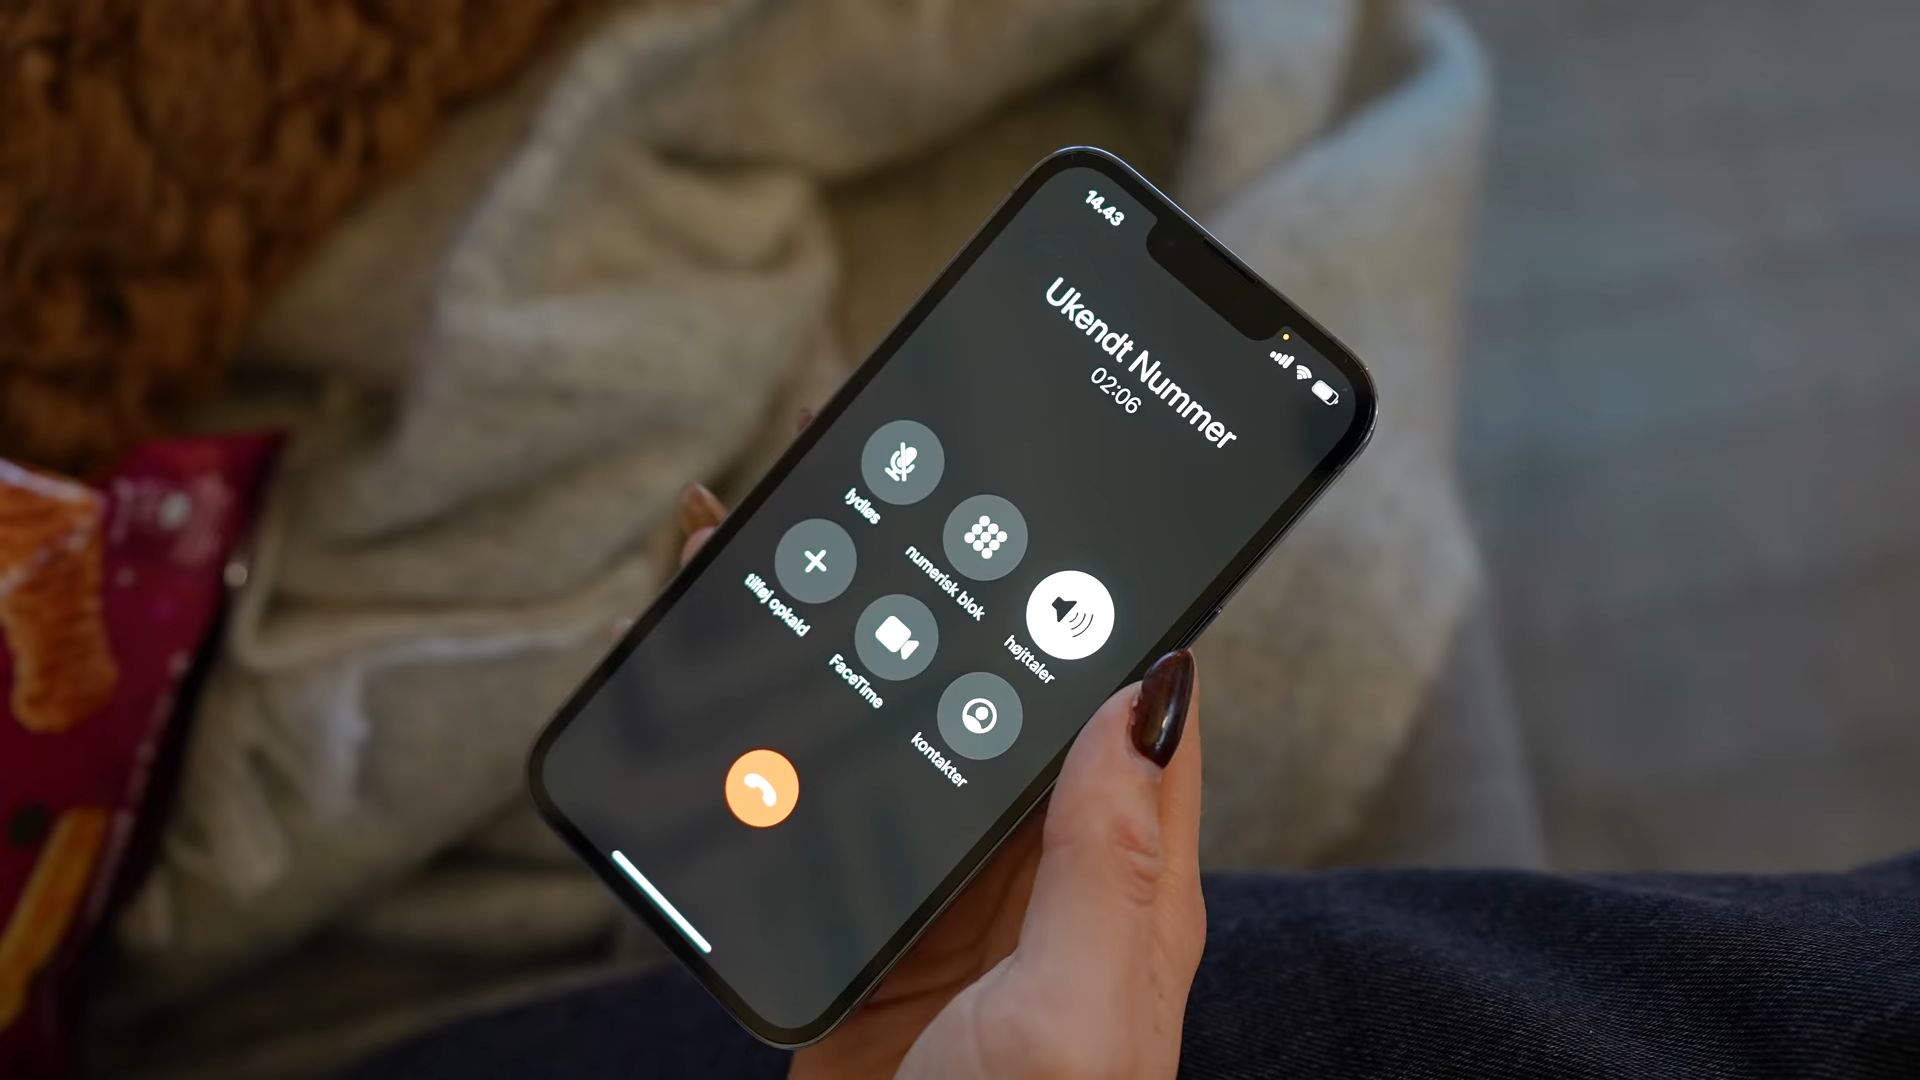 14.43
Ukendt Nummer
02:06
lydløs
numerisk blok
højttaler
tilføj opkald
FaceTime
kontakter